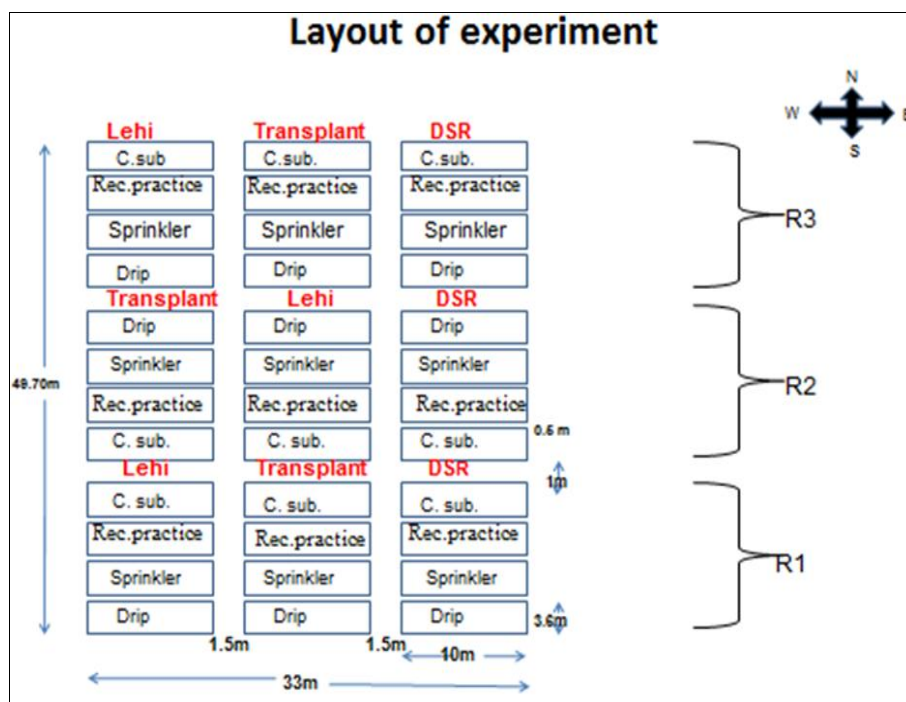 Layout of experiment
N
W E
S
Lehi Transplant DSR
C.sub C.sub. C.sub.
Rec.practice Rec.practice Rec.practice
Sprinkler Sprinkler Sprinkler
Drip Drip Drip
R3
Transplant Lehi DSR
Drip Drip Drip
Sprinkler Sprinkler Sprinkler
49.70m
R2
Rec.practice Rec.practice Rec.practice
0.6 m
C. sub. C. sub. C. sub.
Lehi Transplant DSR
1m
C. sub. C. sub. C. sub.
Rec.practice Rec.practice Rec.practice
R1
Sprinkler Sprinkler Sprinkler
Drip Drip Drip
3.6m
1.5m 1.5m
10m
33m